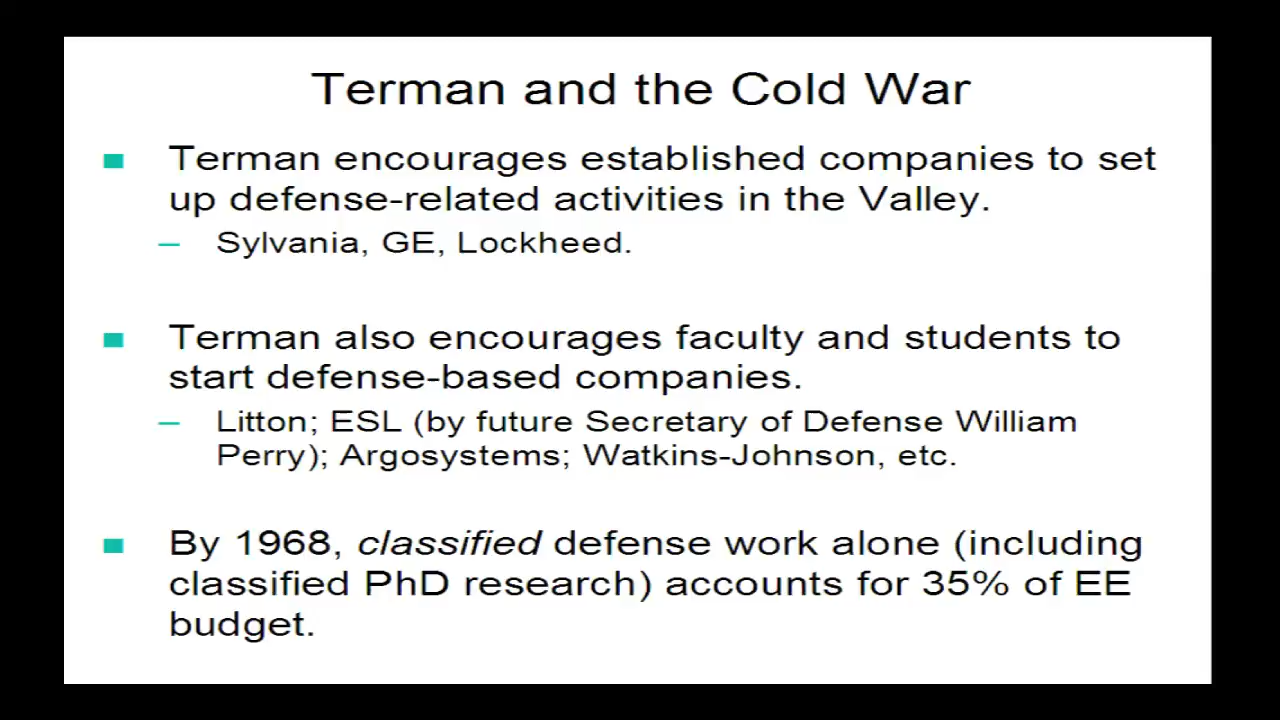 Terman and the Cold War
Terman encourages established companies to set
up defense-related activities in the Valley.
– Sylvania, GE, Lockheed.
Terman also encourages faculty and students to
start defense-based companies.
– Litton; ESL (by future Secretary of Defense William
Perry); Argosystems; Watkins-Johnson, etc.
By 1968, classified defense work alone (including
classified PhD research) accounts for 35% of EE
budget.